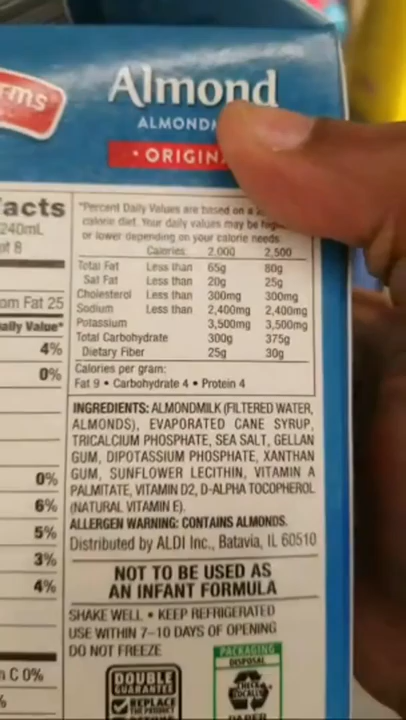 Almond
ORIGIN
240mL
*Percent Daily Values are based on a
calorie diet. Your daily values may be
or lower depending on your calorie needs.
Calories: 2,000 2,500
Total Fat Less than 65g 80g
Sat Fat Less than 20g 25g
Cholesterol Less than 300mg 300mg
Sodium Less than 2,400mg 2,400mg
Potassium 3,500mg 3,500mg
Total Carbohydrate 300g 375g
Dietary Fiber 25g 30g
Calories per gram:
Fat 9 • Carbohydrate 4 • Protein 4
Fat 25
Value*
4%
0%
0%
6%
5%
3%
4%
C 0%
INGREDIENTS: ALMONDMILK (FILTERED WATER,
ALMONDS), EVAPORATED CANE SYRUP,
TRICALCIUM PHOSPHATE, SEA SALT, GELLAN
GUM, DIPOTASSIUM PHOSPHATE, XANTHAN
GUM, SUNFLOWER LECITHIN, VITAMIN A
PALMITATE, VITAMIN D2, D-ALPHA TOCOPHEROL
(NATURAL VITAMIN E).
ALLERGEN WARNING: CONTAINS ALMONDS.
Distributed by ALDI Inc., Batavia, IL 60510
NOT TO BE USED AS
AN INFANT FORMULA
SHAKE WELL • KEEP REFRIGERATED
USE WITHIN 7–10 DAYS OF OPENING
DO NOT FREEZE
DOUBLE
GUARANTEE
REPLACE
THE PRODUCT
PACKAGING
DISPOSAL
CHECK
LOCALLY